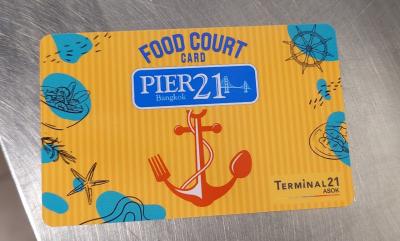 FOOD COURT
CARD
PIER21
Bangkok
TERMINAL21
ASOK